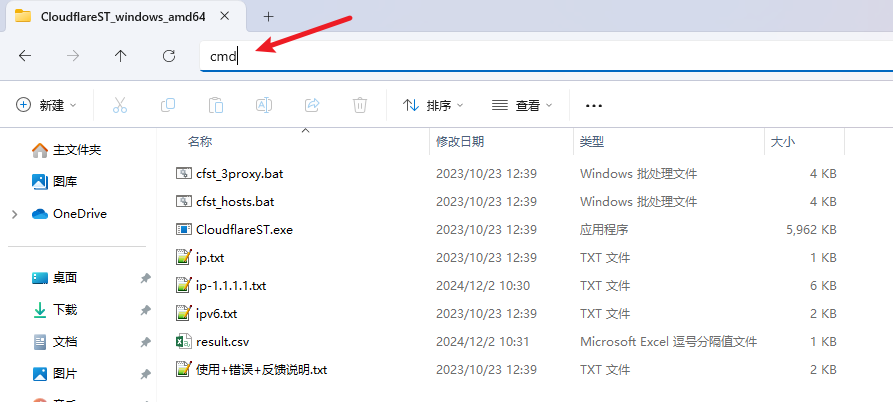 CloudflareST_windows_amd64
cmd
新建 排序 查看
名称 修改日期 类型 大小
主文件夹
图库
OneDrive
桌面
下载
文档
图片
cfst_3proxy.bat 2023/10/23 12:39 Windows 批处理文件 4 KB
cfst_hosts.bat 2023/10/23 12:39 Windows 批处理文件 4 KB
CloudflareST.exe 2023/10/23 12:39 应用程序 5,962 KB
ip.txt 2023/10/23 12:39 TXT 文件 1 KB
ip-1.1.1.1.txt 2024/12/2 10:30 TXT 文件 6 KB
ipv6.txt 2023/10/23 12:39 TXT 文件 2 KB
result.csv 2024/12/2 10:31 Microsoft Excel 逗号分隔值文件 1 KB
使用+错误+反馈说明.txt 2023/10/23 12:39 TXT 文件 2 KB